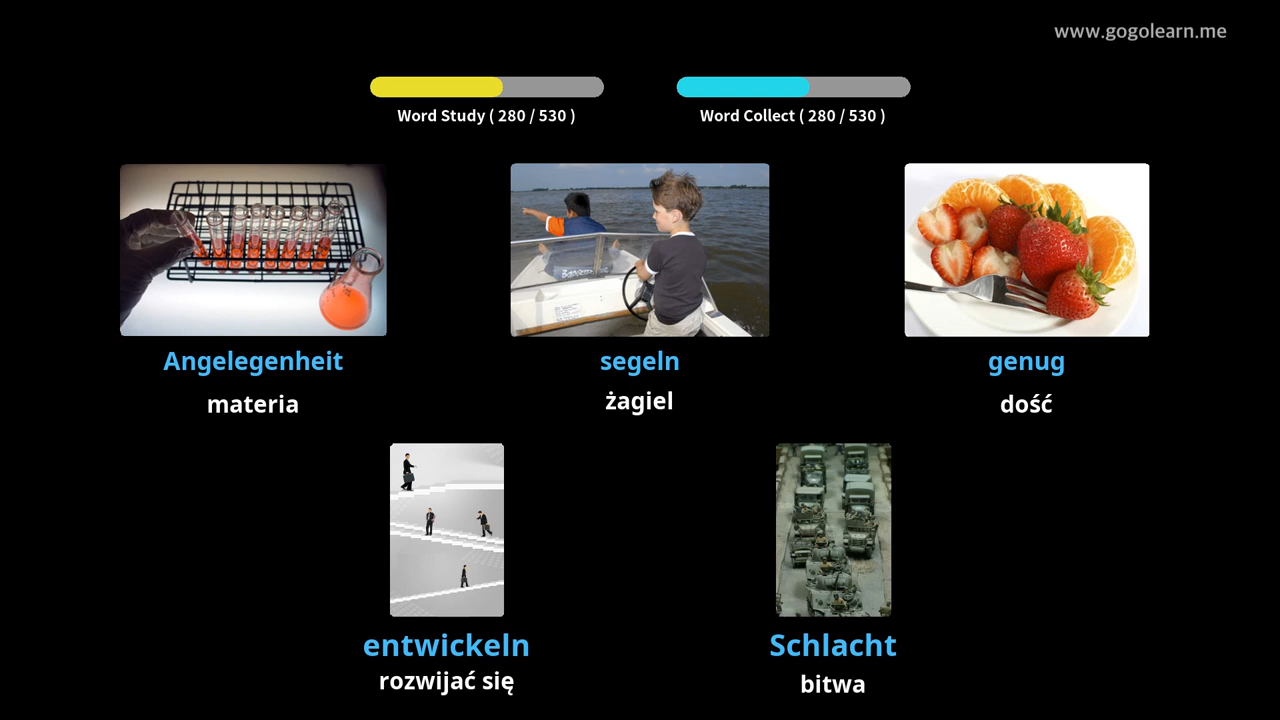 www.gogolearn.me
Word Study ( 280 / 530 )
Word Collect ( 280 / 530 )
Angelegenheit
materia
segeln
żagiel
genug
dość
entwickeln
rozwijać się
Schlacht
bitwa